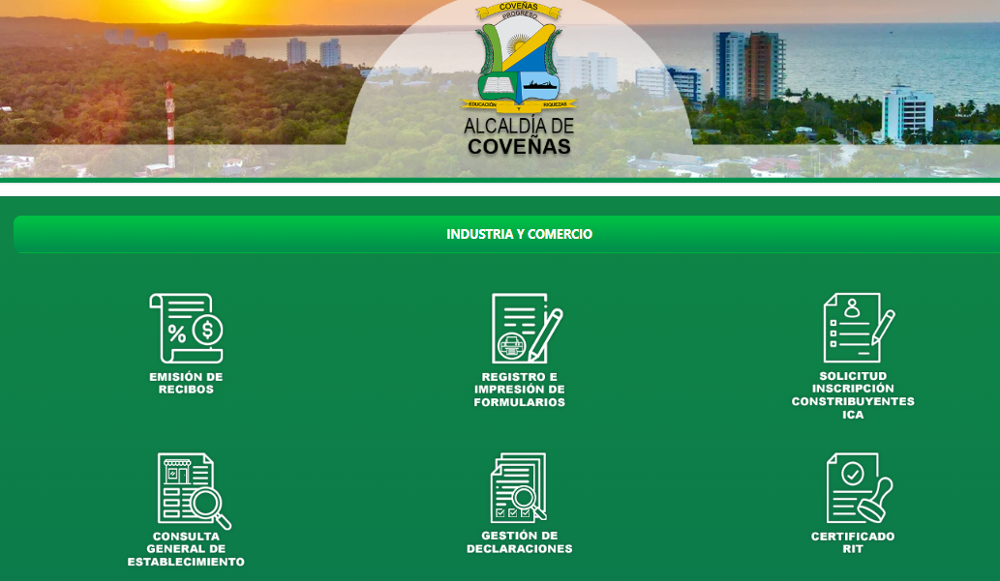 COVEÑAS
PROGRESO
EDUCACIÓN Y RIQUEZAS
ALCALDÍA DE
COVEÑAS
INDUSTRIA Y COMERCIO
EMISIÓN DE
RECIBOS
REGISTRO E
IMPRESIÓN DE
FORMULARIOS
SOLICITUD
INSCRIPCIÓN
CONSTRIBUYENTES
ICA
CONSULTA
GENERAL DE
ESTABLECIMIENTO
GESTIÓN DE
DECLARACIONES
CERTIFICADO
RIT